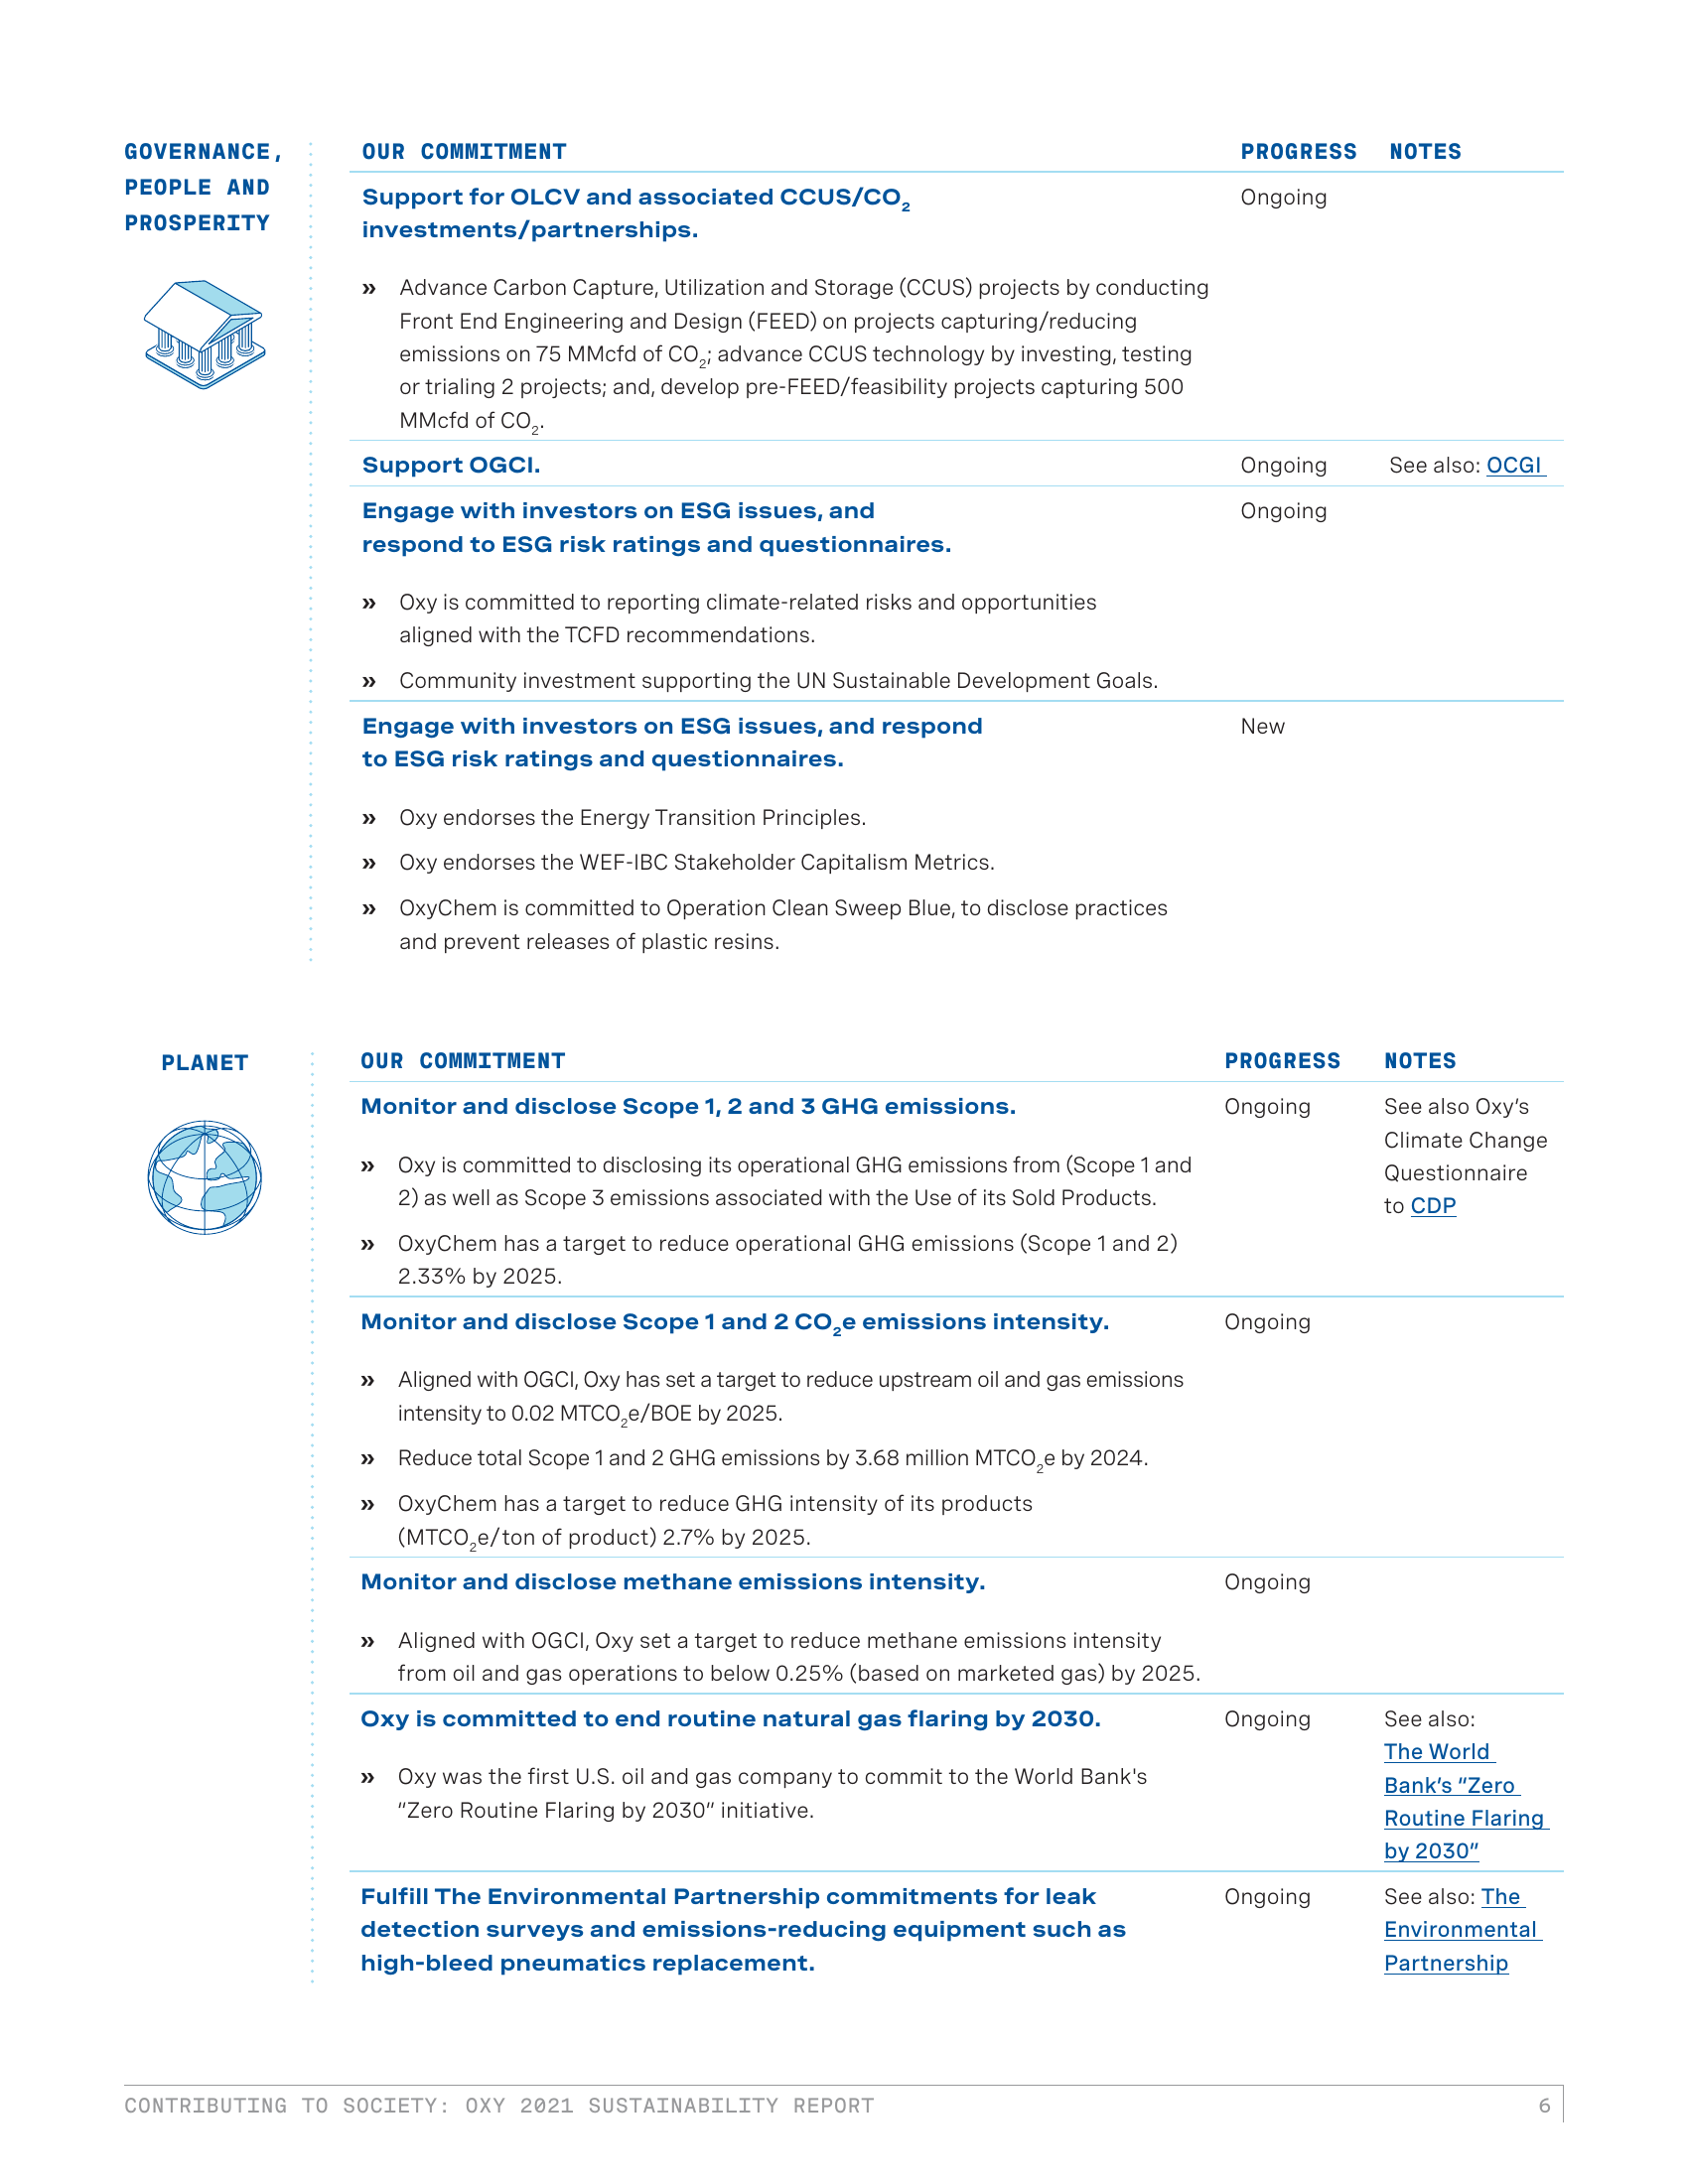 GOVERNANCE,
PEOPLE AND
PROSPERITY
OUR COMMITMENT PROGRESS NOTES
Support for OLCV and associated CCUS/CO₂ Ongoing
investments/partnerships.
» Advance Carbon Capture, Utilization and Storage (CCUS) projects by conducting
Front End Engineering and Design (FEED) on projects capturing/reducing
emissions on 75 MMcfd of CO₂; advance CCUS technology by investing, testing
or trialing 2 projects; and, develop pre-FEED/feasibility projects capturing 500
MMcfd of CO₂.
Support OGCI. Ongoing See also: OCGI
Engage with investors on ESG issues, and Ongoing
respond to ESG risk ratings and questionnaires.
» Oxy is committed to reporting climate-related risks and opportunities
aligned with the TCFD recommendations.
» Community investment supporting the UN Sustainable Development Goals.
Engage with investors on ESG issues, and respond New
to ESG risk ratings and questionnaires.
» Oxy endorses the Energy Transition Principles.
» Oxy endorses the WEF-IBC Stakeholder Capitalism Metrics.
» OxyChem is committed to Operation Clean Sweep Blue, to disclose practices
and prevent releases of plastic resins.
PLANET
OUR COMMITMENT PROGRESS NOTES
Monitor and disclose Scope 1, 2 and 3 GHG emissions. Ongoing See also Oxy’s
Climate Change
Questionnaire
to CDP
» Oxy is committed to disclosing its operational GHG emissions from (Scope 1 and
2) as well as Scope 3 emissions associated with the Use of its Sold Products.
» OxyChem has a target to reduce operational GHG emissions (Scope 1 and 2)
2.33% by 2025.
Monitor and disclose Scope 1 and 2 CO₂e emissions intensity. Ongoing
» Aligned with OGCI, Oxy has set a target to reduce upstream oil and gas emissions
intensity to 0.02 MTCO₂e/BOE by 2025.
» Reduce total Scope 1 and 2 GHG emissions by 3.68 million MTCO₂e by 2024.
» OxyChem has a target to reduce GHG intensity of its products
(MTCO₂e/ton of product) 2.7% by 2025.
Monitor and disclose methane emissions intensity. Ongoing
» Aligned with OGCI, Oxy set a target to reduce methane emissions intensity
from oil and gas operations to below 0.25% (based on marketed gas) by 2025.
Oxy is committed to end routine natural gas flaring by 2030. Ongoing See also:
The World
Bank’s “Zero
Routine Flaring
by 2030”
» Oxy was the first U.S. oil and gas company to commit to the World Bank's
“Zero Routine Flaring by 2030” initiative.
Fulfill The Environmental Partnership commitments for leak Ongoing See also: The
detection surveys and emissions-reducing equipment such as Environmental
high-bleed pneumatics replacement. Partnership
CONTRIBUTING TO SOCIETY: OXY 2021 SUSTAINABILITY REPORT 6